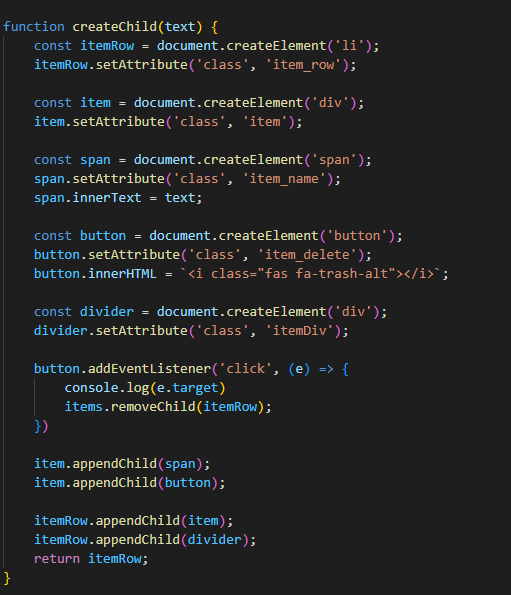 function createChild(text) {
    const itemRow = document.createElement('li');
    itemRow.setAttribute('class', 'item_row');

    const item = document.createElement('div');
    item.setAttribute('class', 'item');

    const span = document.createElement('span');
    span.setAttribute('class', 'item_name');
    span.innerText = text;

    const button = document.createElement('button');
    button.setAttribute('class', 'item_delete');
    button.innerHTML = `<i class="fas fa-trash-alt"></i>`;

    const divider = document.createElement('div');
    divider.setAttribute('class', 'itemDiv');

    button.addEventListener('click', (e) => {
        console.log(e.target)
        items.removeChild(itemRow);
    })

    item.appendChild(span);
    item.appendChild(button);

    itemRow.appendChild(item);
    itemRow.appendChild(divider);
    return itemRow;
}